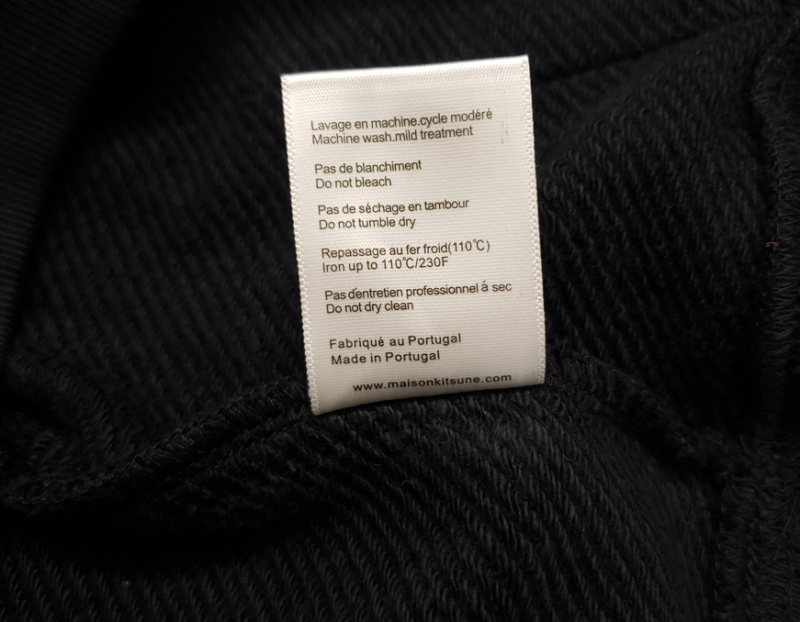 Lavage en machine.cycle modéré
Machine wash.mild treatment
Pas de blanchiment
Do not bleach
Pas de séchage en tambour
Do not tumble dry
Repassage au fer froid(110℃)
Iron up to 110℃/230F
Pas d'entretien professionnel á sec
Do not dry clean
Fabriqué au Portugal
Made in Portugal
www.maisonkitsune.com